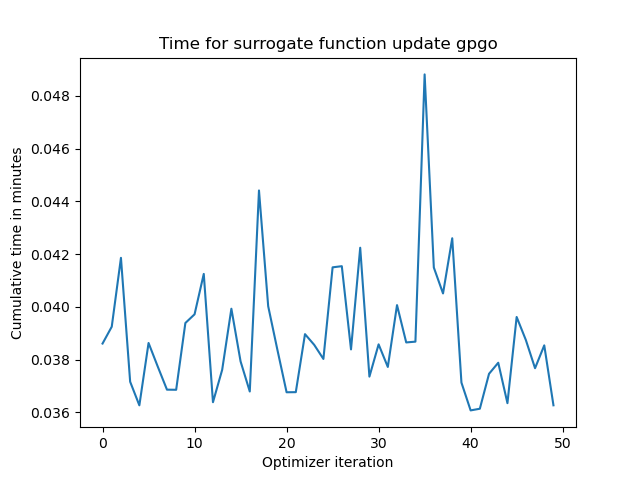 Time for surrogate function update gpgo
Cumulative time in minutes
0.048
0.046
0.044
0.042
0.040
0.038
0.036
0 10 20 30 40 50
Optimizer iteration